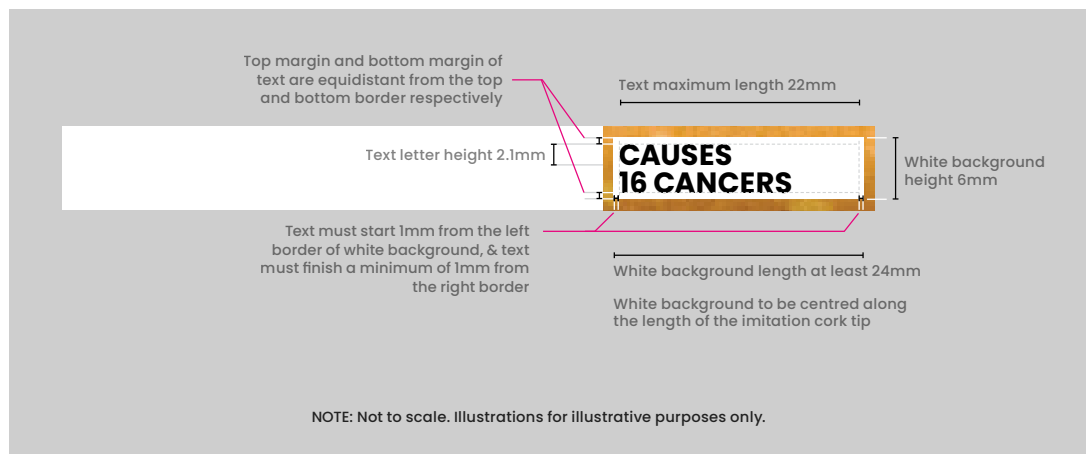 Top margin and bottom margin of
text are equidistant from the top
and bottom border respectively
Text maximum length 22mm
Text letter height 2.1mm
CAUSES
16 CANCERS
White background
height 6mm
Text must start 1mm from the left
border of white background, & text
must finish a minimum of 1mm from
the right border
White background length at least 24mm
White background to be centred along
the length of the imitation cork tip
NOTE: Not to scale. Illustrations for illustrative purposes only.